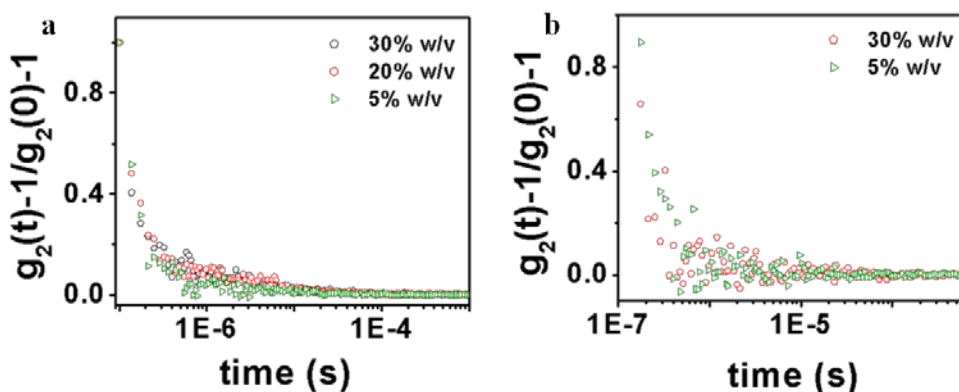 a
g₂(t)-1/g₂(0)-1
0.8
0.4
0.0
30% w/v
20% w/v
5% w/v
1E-6
1E-4
time (s)
b
g₂(t)-1/g₂(0)-1
0.8
0.4
0.0
30% w/v
5% w/v
1E-7
1E-5
time (s)